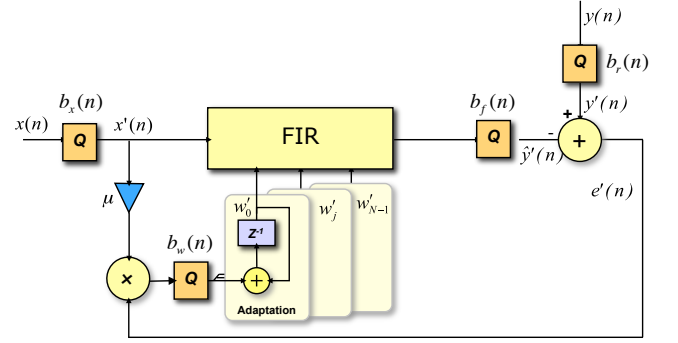 y(n)
Q
b_r(n)
b_x(n)
b_f(n)
y′(n)
x(n)
Q
x′(n)
FIR
Q
+
-
+
ŷ′(n)
e′(n)
μ
w′_0
w′_j
w′_{N−1}
b_w(n)
Z⁻¹
×
Q
+
Adaptation